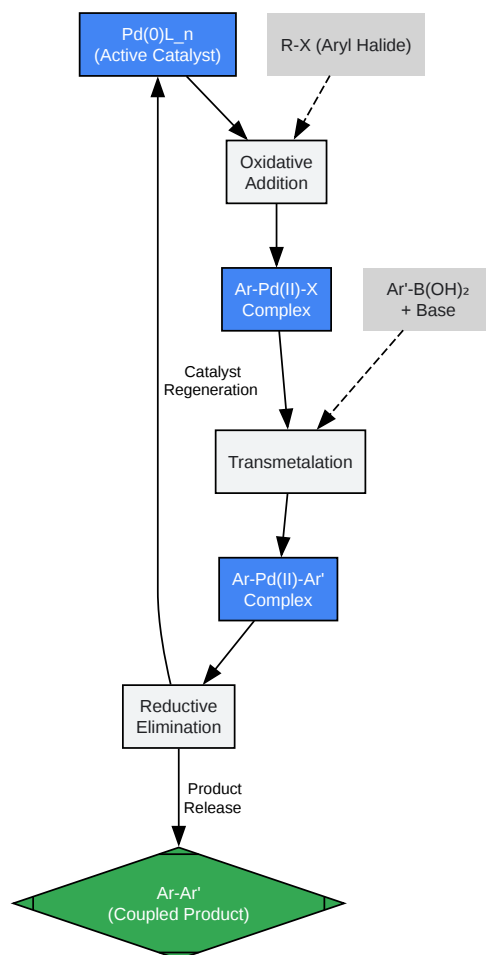 Pd(0)L_n
(Active Catalyst)
R-X (Aryl Halide)
Oxidative
Addition
Ar-Pd(II)-X
Complex
Ar'-B(OH)₂
+ Base
Catalyst
Regeneration
Transmetalation
Ar-Pd(II)-Ar'
Complex
Reductive
Elimination
Product
Release
Ar-Ar'
(Coupled Product)